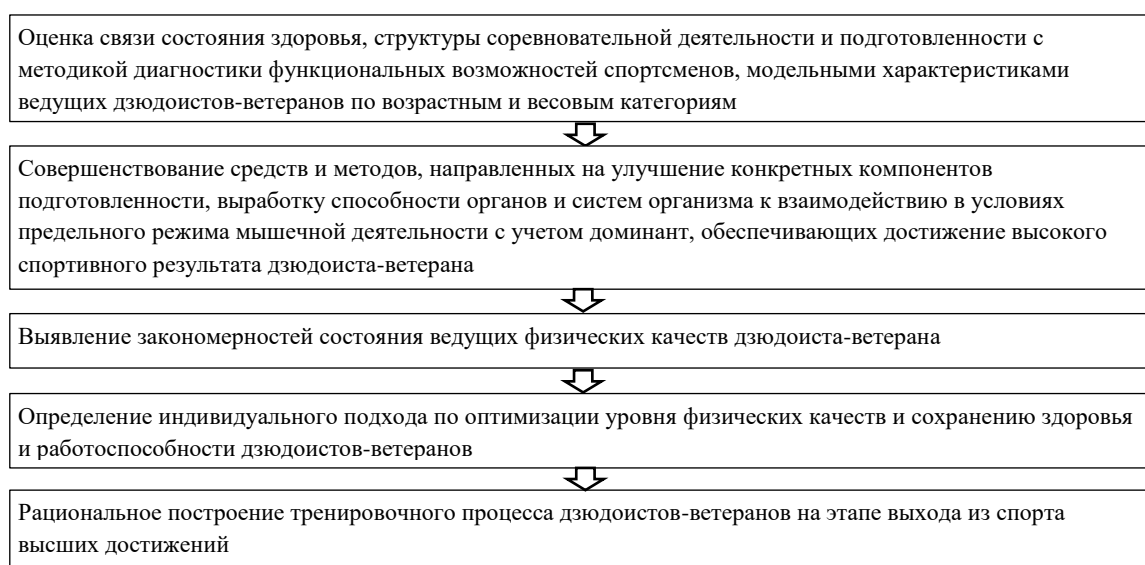 Оценка связи состояния здоровья, структуры соревновательной деятельности и подготовленности с
методикой диагностики функциональных возможностей спортсменов, модельными характеристиками
ведущих дзюдоистов-ветеранов по возрастным и весовым категориям
Совершенствование средств и методов, направленных на улучшение конкретных компонентов
подготовленности, выработку способности органов и систем организма к взаимодействию в условиях
предельного режима мышечной деятельности с учетом доминант, обеспечивающих достижение высокого
спортивного результата дзюдоиста-ветерана
Выявление закономерностей состояния ведущих физических качеств дзюдоиста-ветерана
Определение индивидуального подхода по оптимизации уровня физических качеств и сохранению здоровья
и работоспособности дзюдоистов-ветеранов
Рациональное построение тренировочного процесса дзюдоистов-ветеранов на этапе выхода из спорта
высших достижений